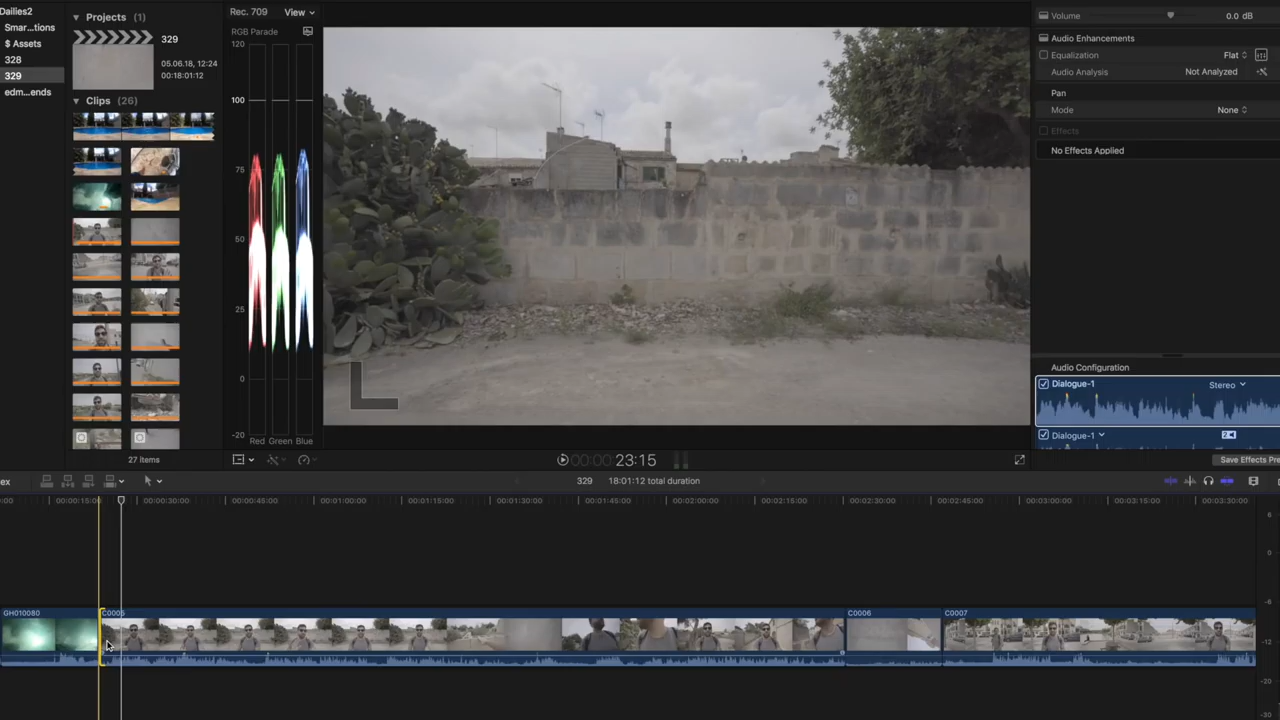 Dailies2
Smar...tions
$ Assets
328
329
edm...ends
Projects (1)
329
05.06.18, 12:24
00:18:01:12
Clips (26)
27 items
Rec. 709
View
RGB Parade
120
100
75
50
25
0
-20
Red Green Blue
00:00 23:15
Volume
0.0 dB
Audio Enhancements
Equalization
Flat
Audio Analysis
Not Analyzed
Pan
Mode
None
Effects
No Effects Applied
Audio Configuration
Dialogue-1
Stereo
Dialogue-1
Save Effects Pre
ex
329
18:01:12 total duration
00:00:15:00
00:00:30:00
00:00:45:00
00:01:00:00
00:01:15:00
00:01:30:00
00:01:45:00
00:02:00:00
00:02:15:00
00:02:30:00
00:02:45:00
00:03:00:00
00:03:15:00
00:03:30:00
6
0
-6
-12
-20
-30
GH010080
C0005
C0006
C0007